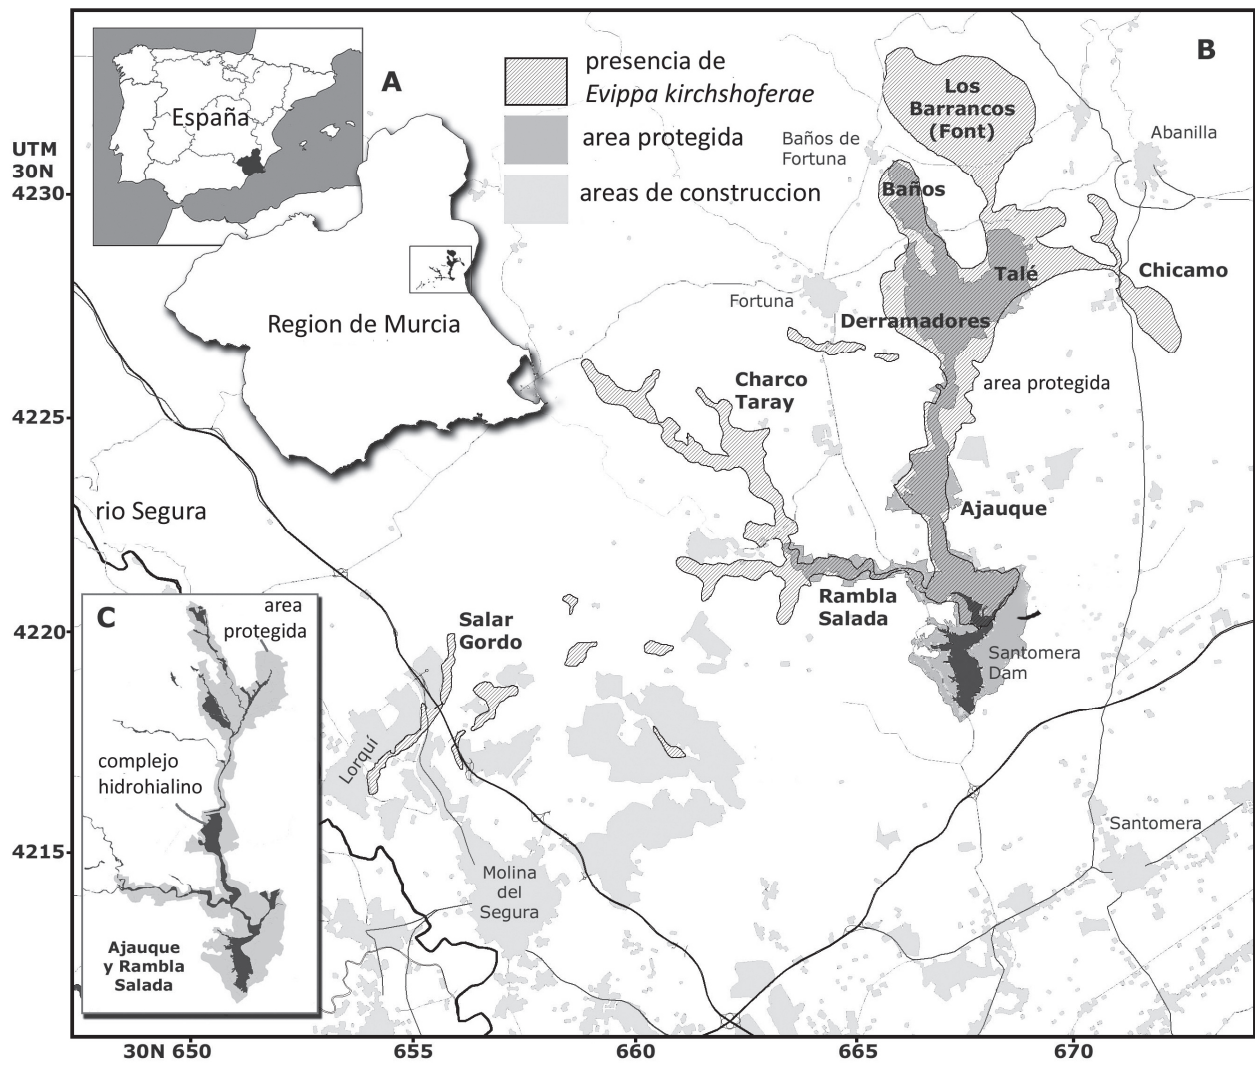 A
España
presencia de
Evippa kirchshoferae
area protegida
areas de construccion
B
Los
Barrancos
(Font)
Baños de
Fortuna
Abanilla
UTM
30N
4230
Baños
Talé
Chicamo
Fortuna
Derramadores
Region de Murcia
Charco
Taray
area protegida
4225
rio Segura
Ajauque
Rambla
Salada
4220
Salar
Gordo
Santomera
Dam
C
area
protegida
complejo
hidrohialino
Ajauque
y Rambla
Salada
Lorquí
4215
Molina
del
Segura
Santomera
30N 650
655
660
665
670